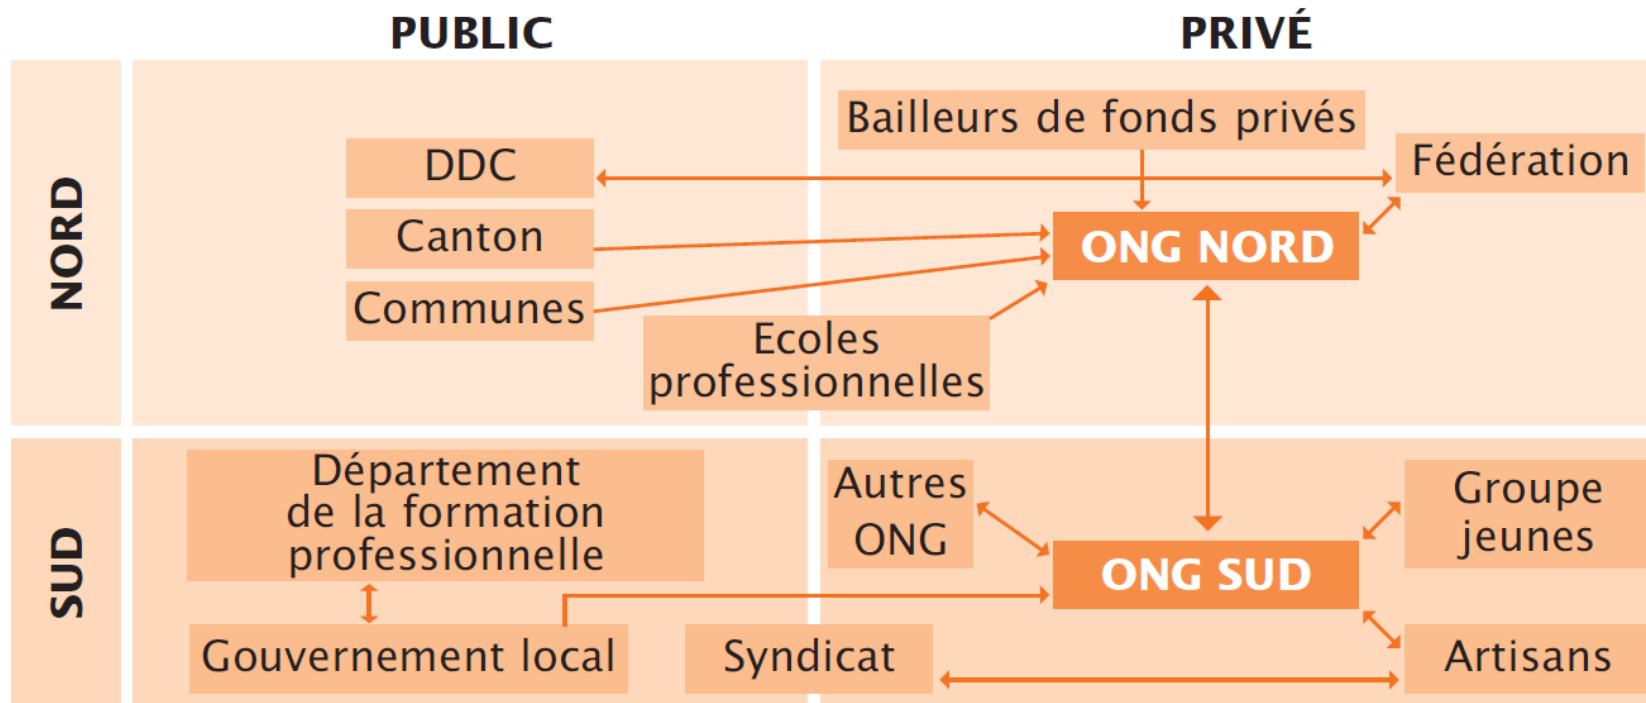 PUBLIC
PRIVÉ
NORD
Bailleurs de fonds privés
DDC
Fédération
Canton
ONG NORD
Communes
Ecoles
professionnelles
SUD
Département
de la formation
professionnelle
Autres
ONG
Groupe
jeunes
ONG SUD
Gouvernement local
Syndicat
Artisans